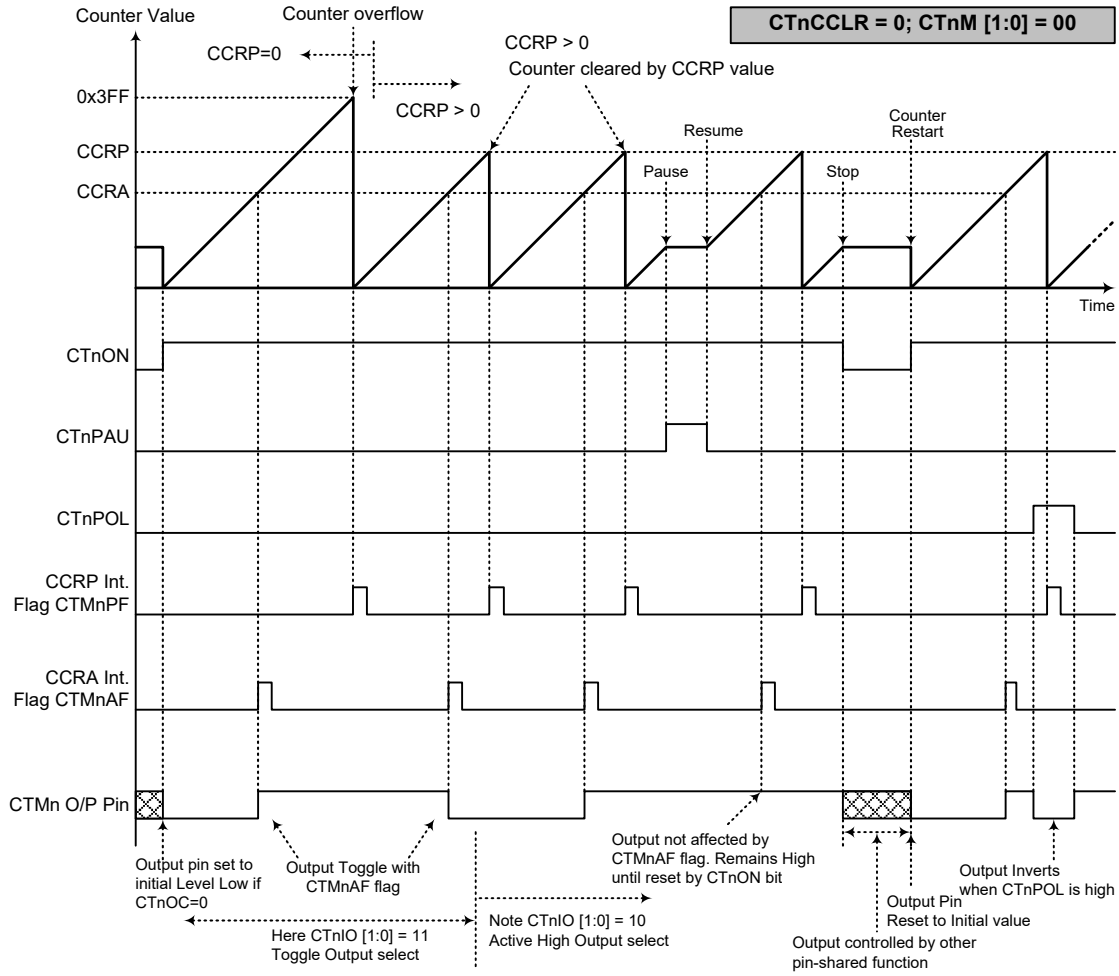 Counter Value
Counter overflow
CTnCCLR = 0; CTnM [1:0] = 00
CCRP=0
CCRP > 0
CCRP > 0
Counter cleared by CCRP value
0x3FF
CCRP
CCRA
Pause
Resume
Stop
Counter
Restart
Time
CTnON
CTnPAU
CTnPOL
CCRP Int.
Flag CTMnPF
CCRA Int.
Flag CTMnAF
CTMn O/P Pin
Output pin set to
initial Level Low if
CTnOC=0
Output Toggle with
CTMnAF flag
Here CTnIO [1:0] = 11
Toggle Output select
Note CTnIO [1:0] = 10
Active High Output select
Output not affected by
CTMnAF flag. Remains High
until reset by CTnON bit
Output controlled by other
pin-shared function
Output Pin
Reset to Initial value
Output Inverts
when CTnPOL is high